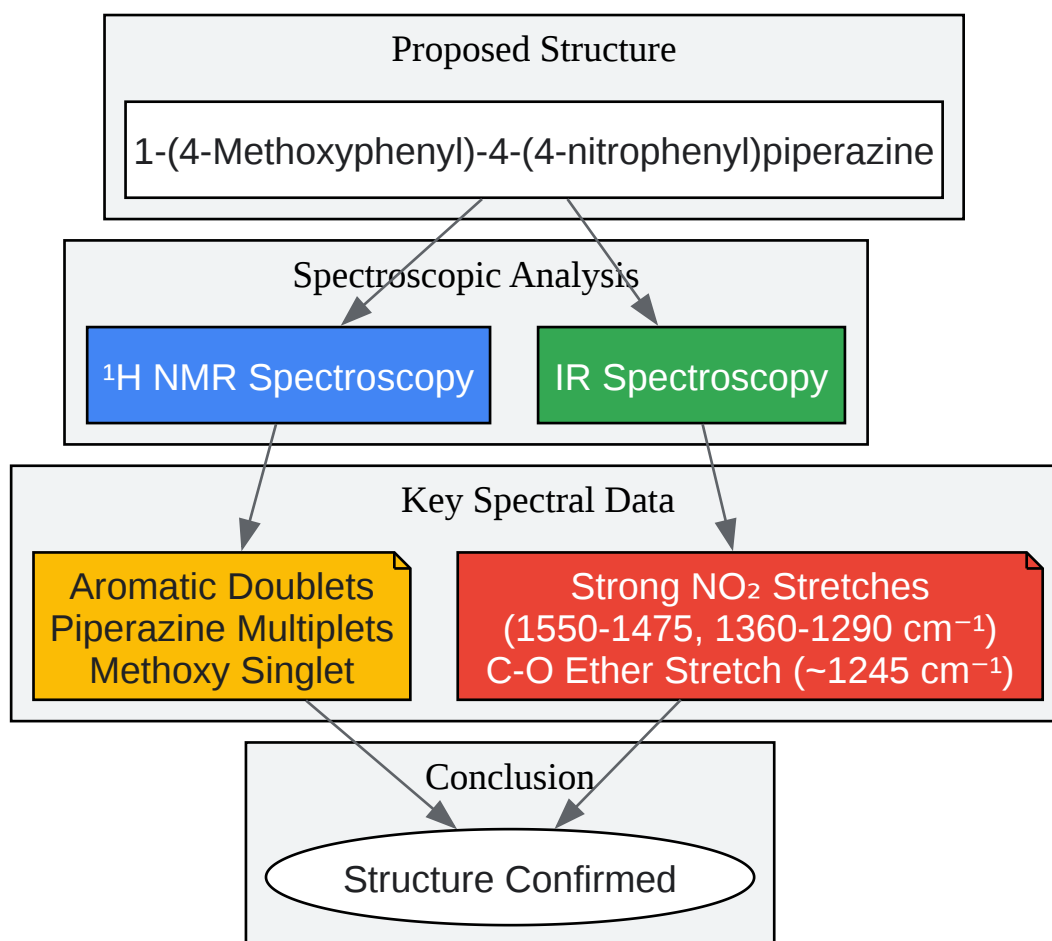 Proposed Structure
1-(4-Methoxyphenyl)-4-(4-nitrophenyl)piperazine
Spectroscopic Analysis
¹H NMR Spectroscopy
IR Spectroscopy
Key Spectral Data
Aromatic Doublets
Piperazine Multiplets
Methoxy Singlet
Strong NO₂ Stretches
(1550-1475, 1360-1290 cm⁻¹)
C-O Ether Stretch (~1245 cm⁻¹)
Conclusion
Structure Confirmed